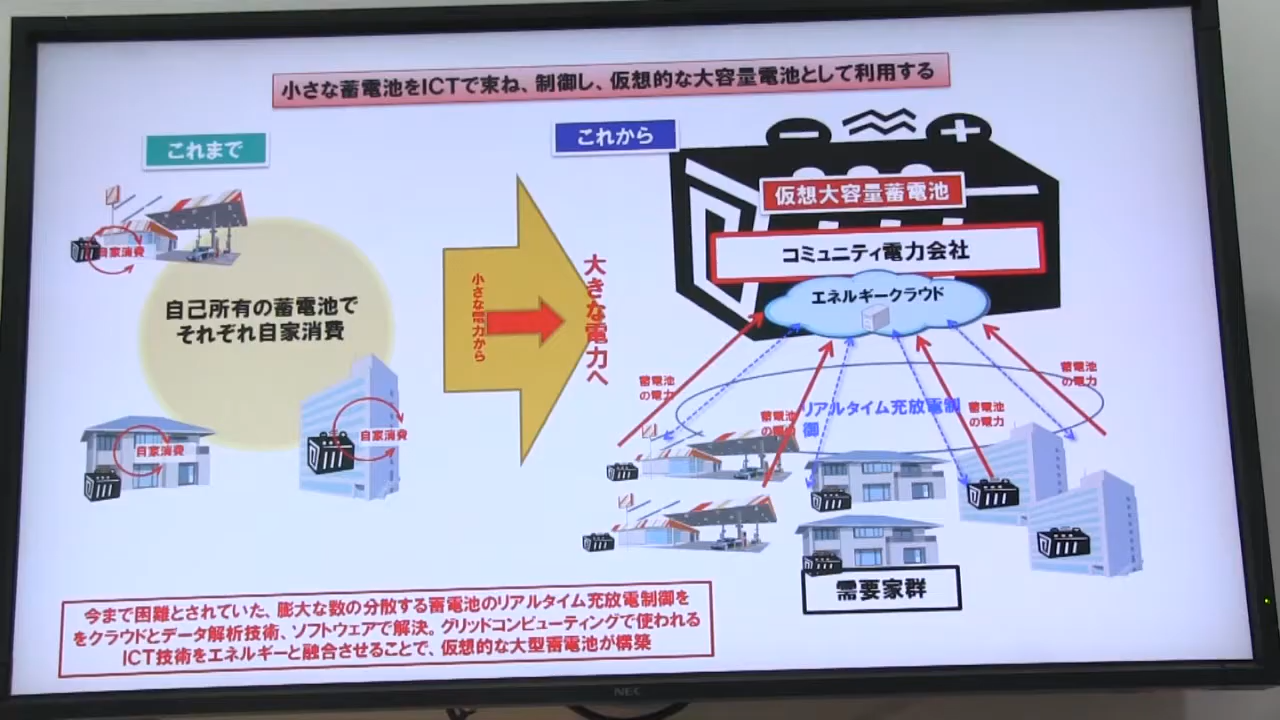 小さな蓄電池をICTで束ね、制御し、仮想的な大容量電池として利用する
これまで
自家消費
自己所有の蓄電池で
それぞれ自家消費
自家消費
自家消費
小さな電力から
大きな電力へ
これから
仮想大容量蓄電池
コミュニティ電力会社
エネルギークラウド
蓄電池
の電力
蓄電池
の電力
リアルタイム充放電制
御
蓄電池
の電力
蓄電池
の電力
需要家群
今まで困難とされていた、膨大な数の分散する蓄電池のリアルタイム充放電制御を
をクラウドとデータ解析技術、ソフトウェアで解決。グリッドコンピューティングで使われる
ICT技術をエネルギーと融合させることで、仮想的な大型蓄電池が構築
NEC